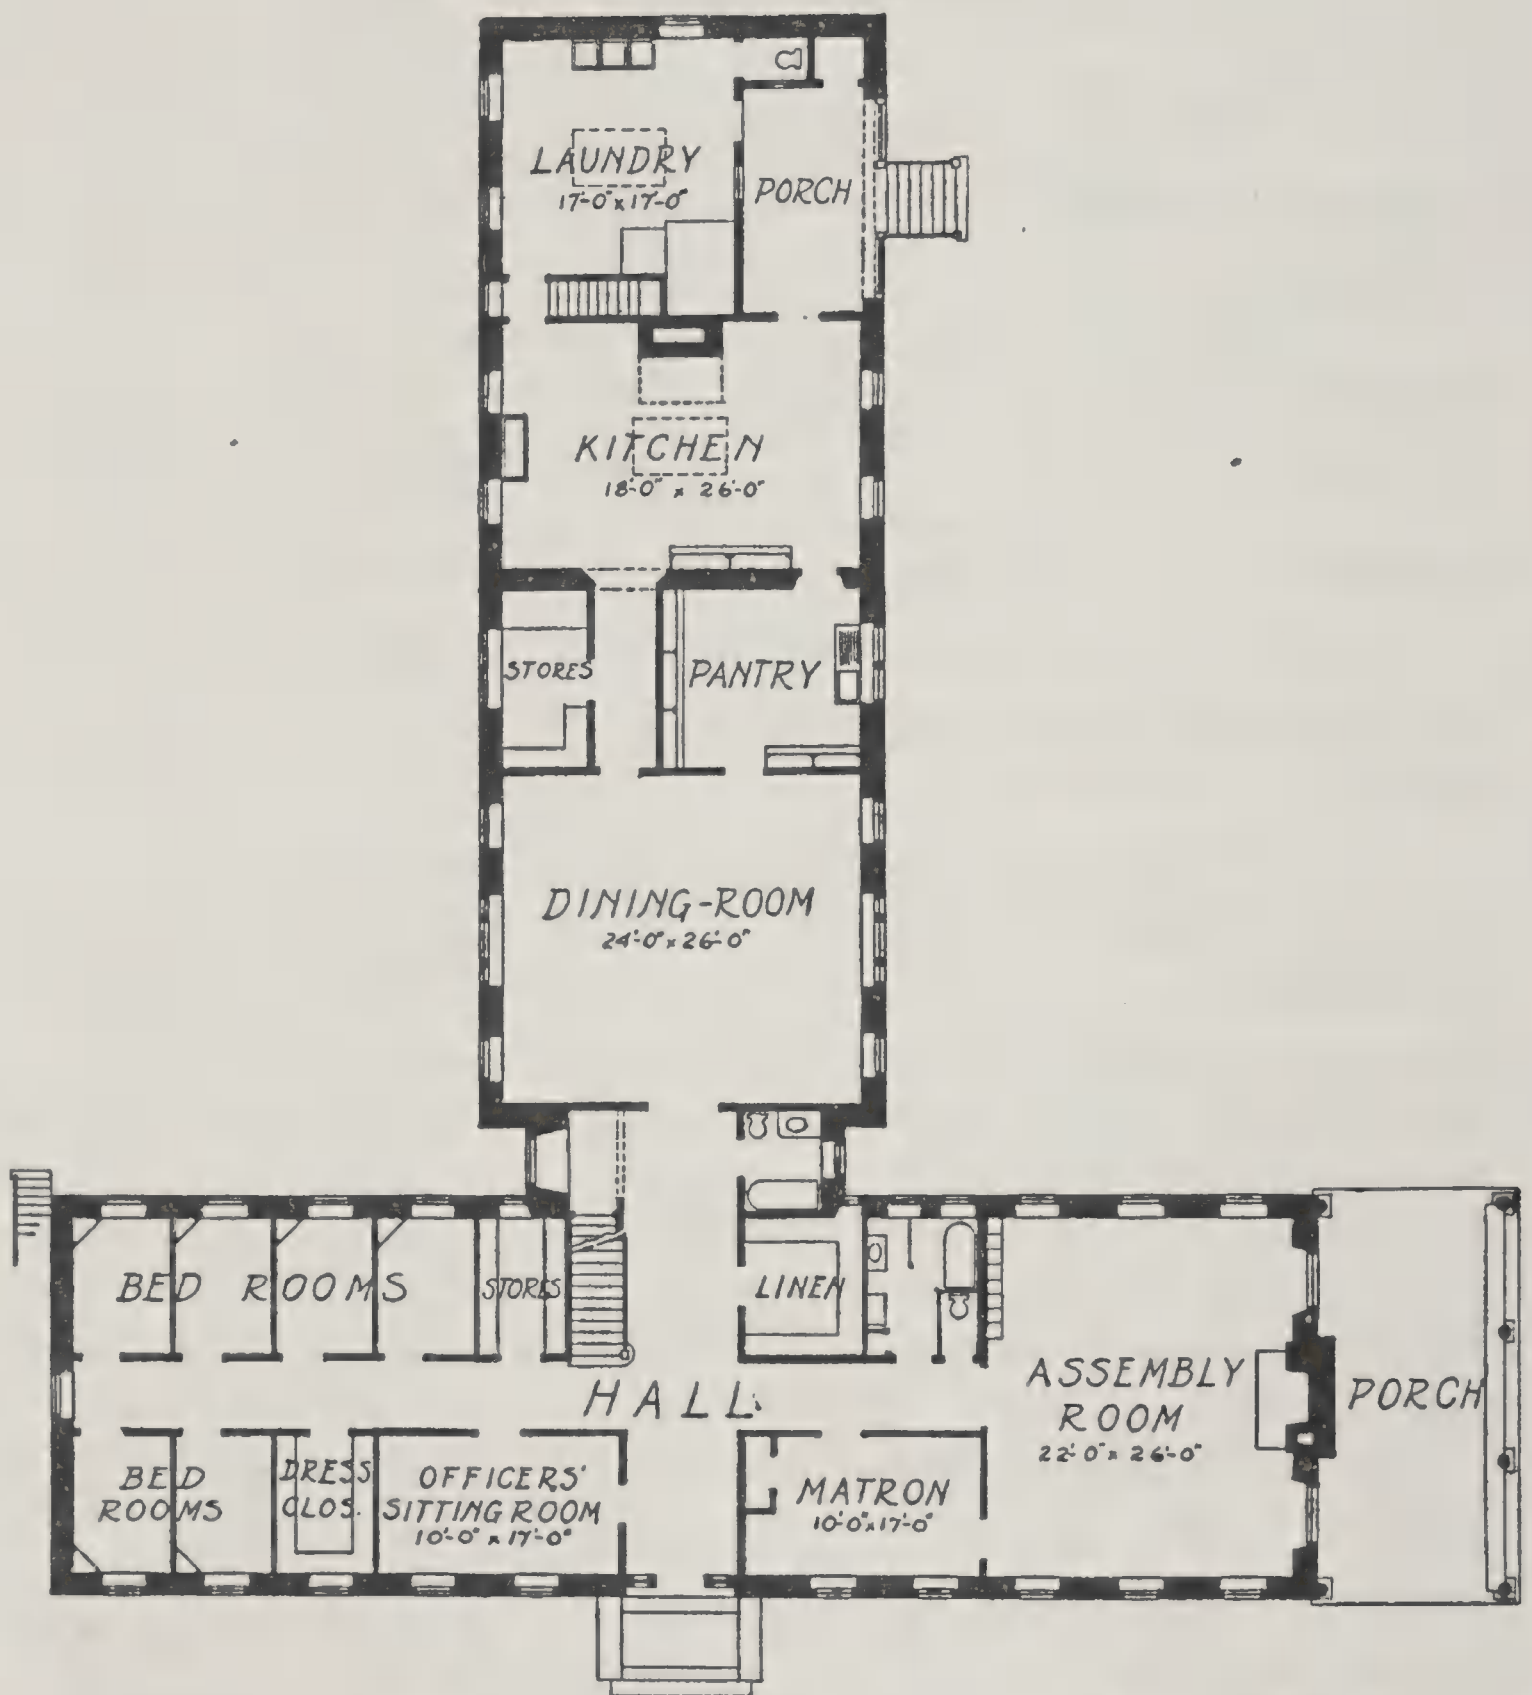 LAUNDRY
17'-0" x 17'-0"
PORCH
KITCHEN
18'-0" x 26'-0"
STORES
PANTRY
DINING-ROOM
24'-0" x 26'-0"
BED ROOMS
STORES
LINEN
HALL
ASSEMBLY
ROOM
22'-0" x 26'-0"
PORCH
BED
ROOMS
DRESS
CLOS.
OFFICERS'
SITTING ROOM
10'-0" x 17'-0"
MATRON
10'-0" x 17'-0"